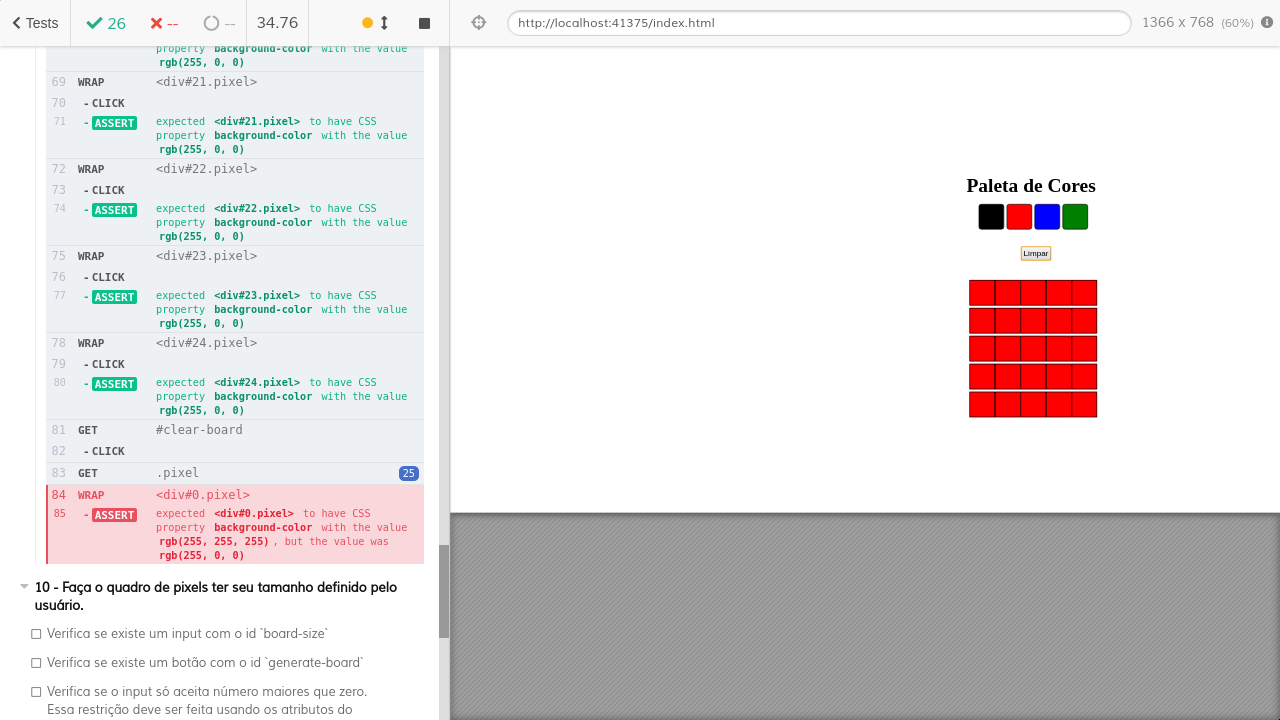 Tests 26 -- -- 34.76 http://localhost:41375/index.html 1366 x 768 (60%)
property background-color with the value
rgb(255, 0, 0)
69 WRAP <div#21.pixel>
70 -CLICK
71 -ASSERT expected <div#21.pixel> to have CSS
property background-color with the value
rgb(255, 0, 0)
72 WRAP <div#22.pixel>
73 -CLICK
74 -ASSERT expected <div#22.pixel> to have CSS
property background-color with the value
rgb(255, 0, 0)
75 WRAP <div#23.pixel>
76 -CLICK
77 -ASSERT expected <div#23.pixel> to have CSS
property background-color with the value
rgb(255, 0, 0)
78 WRAP <div#24.pixel>
79 -CLICK
80 -ASSERT expected <div#24.pixel> to have CSS
property background-color with the value
rgb(255, 0, 0)
81 GET #clear-board
82 -CLICK
83 GET .pixel 25
84 WRAP <div#0.pixel>
85 -ASSERT expected <div#0.pixel> to have CSS
property background-color with the value
rgb(255, 255, 255), but the value was
rgb(255, 0, 0)
10 - Faça o quadro de pixels ter seu tamanho definido pelo
usuário.
Verifica se existe um input com o id `board-size`
Verifica se existe um botão com o id `generate-board`
Verifica se o input só aceita número maiores que zero.
Essa restrição deve ser feita usando os atributos do
Paleta de Cores
Limpar